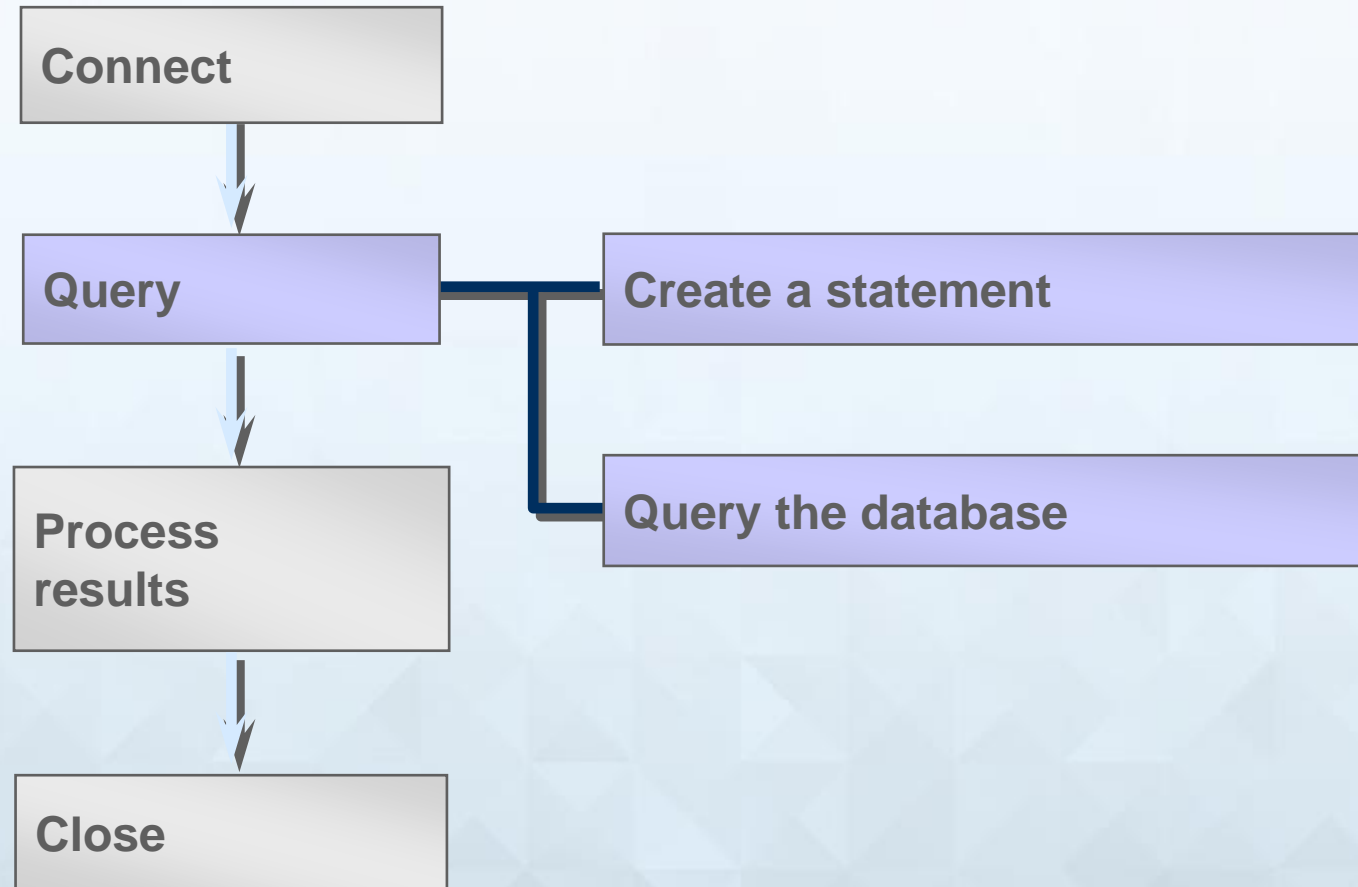 Connect
Query
Create a statement
Query the database
Process
results
Close